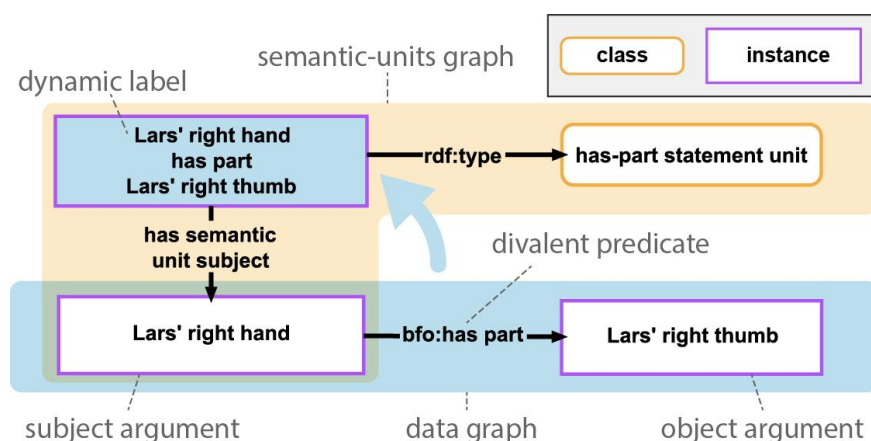 semantic-units graph
class
instance
dynamic label
Lars' right hand
has part
Lars' right thumb
rdf:type
has-part statement unit
has semantic
unit subject
divalent predicate
Lars' right hand
bfo:has part
Lars' right thumb
subject argument
data graph
object argument